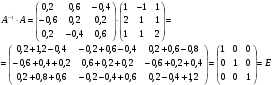 A⁻¹ · A = ( 0,2 0,6 −0,4 ; −0,6 0,2 0,2 ; 0,2 −0,4 0,6 ) · ( 1 −1 1 ; 2 1 1 ; 1 1 2 ) =
= ( 0,2+1,2−0,4 −0,2+0,6−0,4 0,2+0,6−0,8 ; −0,6+0,4+0,2 0,6+0,2+0,2 −0,6+0,2+0,4 ; 0,2+0,8+0,6 −0,2−0,4+0,6 0,2−0,4+1,2 ) = ( 1 0 0 ; 0 1 0 ; 0 0 1 ) = E